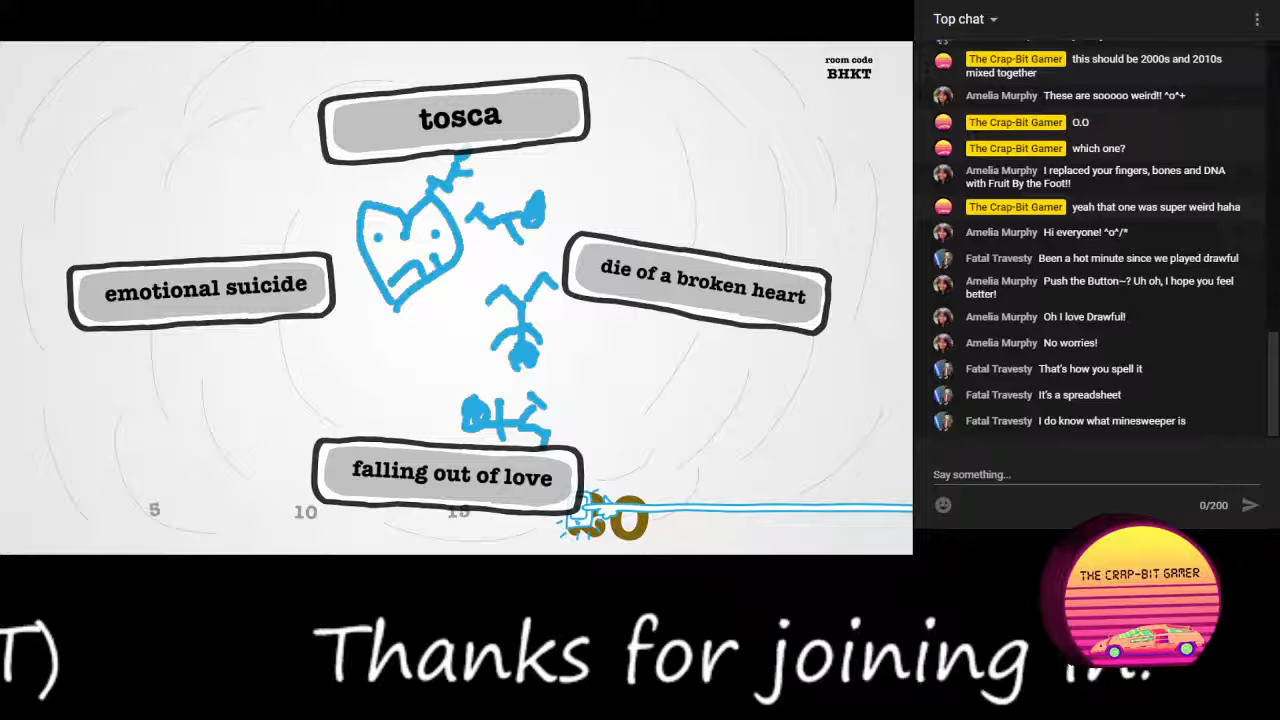 room code
BHKT
tosca
emotional suicide
die of a broken heart
falling out of love
5
10
15
Top chat
The Crap-Bit Gamer this should be 2000s and 2010s
mixed together
Amelia Murphy These are sooooo weird!! ^o^+
The Crap-Bit Gamer O.O
The Crap-Bit Gamer which one?
Amelia Murphy I replaced your fingers, bones and DNA
with Fruit By the Foot!!
The Crap-Bit Gamer yeah that one was super weird haha
Amelia Murphy Hi everyone! ^o^/*
Fatal Travesty Been a hot minute since we played drawful
Amelia Murphy Push the Button~? Uh oh, I hope you feel
better!
Amelia Murphy Oh I love Drawful!
Amelia Murphy No worries!
Fatal Travesty That's how you spell it
Fatal Travesty It's a spreadsheet
Fatal Travesty I do know what minesweeper is
Say something...
0/200
THE CRAP-BIT GAMER
T) Thanks for joining in!